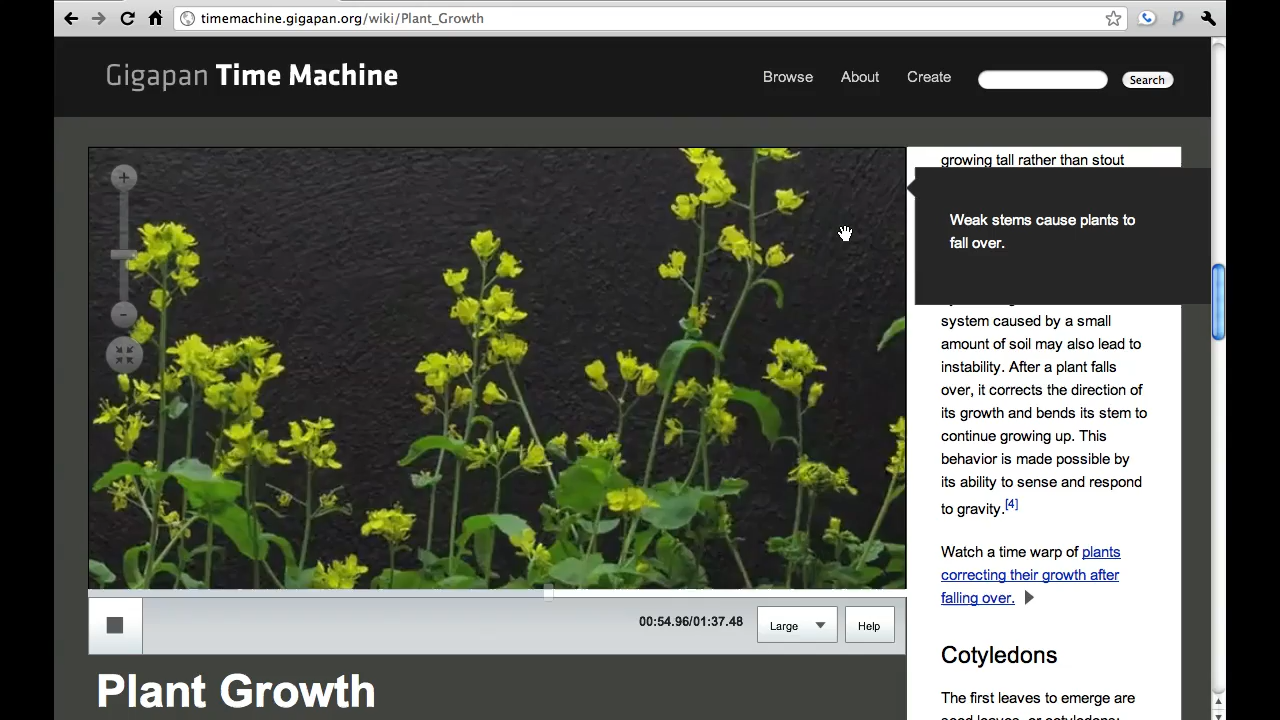 timemachine.gigapan.org/wiki/Plant_Growth
Gigapan Time Machine
Browse
About
Create
Search
growing tall rather than stout
Weak stems cause plants to
fall over.
system caused by a small
amount of soil may also lead to
instability. After a plant falls
over, it corrects the direction of
its growth and bends its stem to
continue growing up. This
behavior is made possible by
its ability to sense and respond
to gravity.[4]
Watch a time warp of plants
correcting their growth after
falling over.
Cotyledons
The first leaves to emerge are
00:54.96/01:37.48
Large
Help
Plant Growth